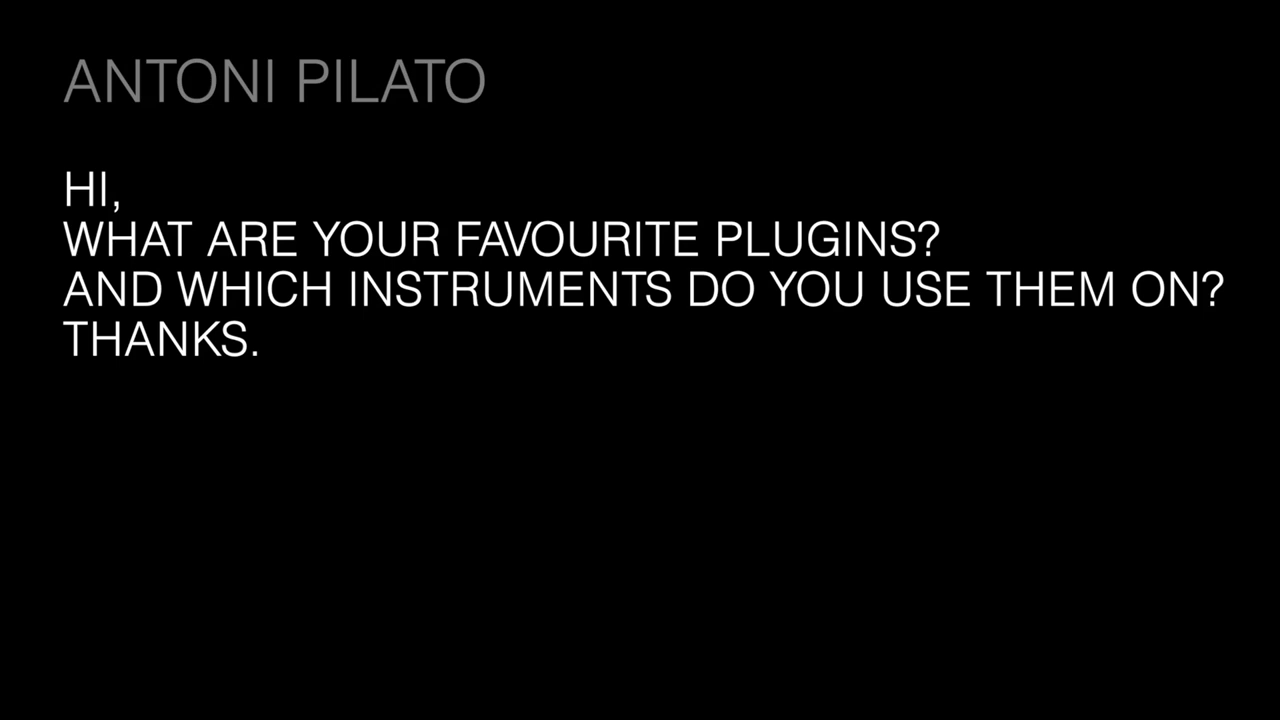 ANTONI PILATO
HI,
WHAT ARE YOUR FAVOURITE PLUGINS?
AND WHICH INSTRUMENTS DO YOU USE THEM ON?
THANKS.